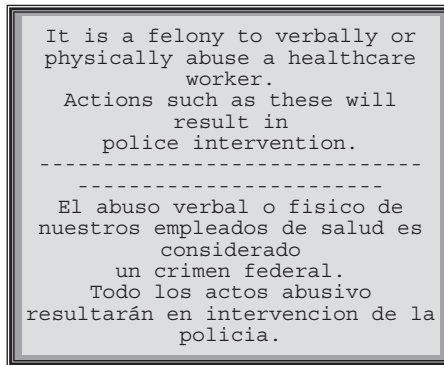 It is a felony to verbally or
physically abuse a healthcare
worker.
Actions such as these will
result in
police intervention.
------------------------------
------------------------
El abuso verbal o fisico de
nuestros empleados de salud es
considerado
un crimen federal.
Todo los actos abusivo
resultarán en intervencion de la
policia.